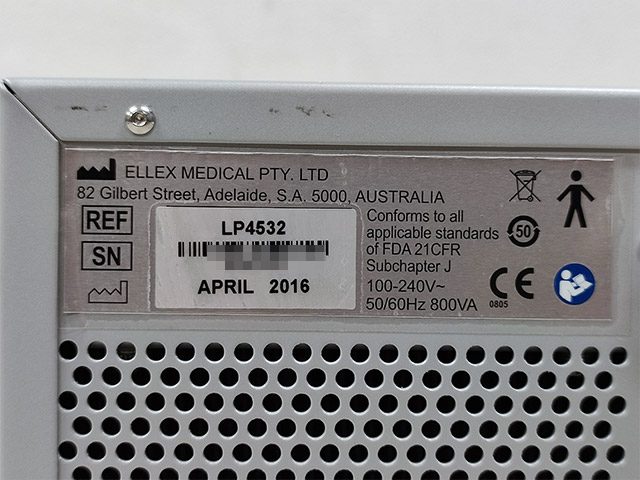 ELLEX MEDICAL PTY. LTD
82 Gilbert Street, Adelaide, S.A. 5000, AUSTRALIA
REF
LP4532
SN
APRIL 2016
Conforms to all
applicable standards
of FDA 21CFR
Subchapter J
100-240V~
50/60Hz 800VA
50
CE
0805